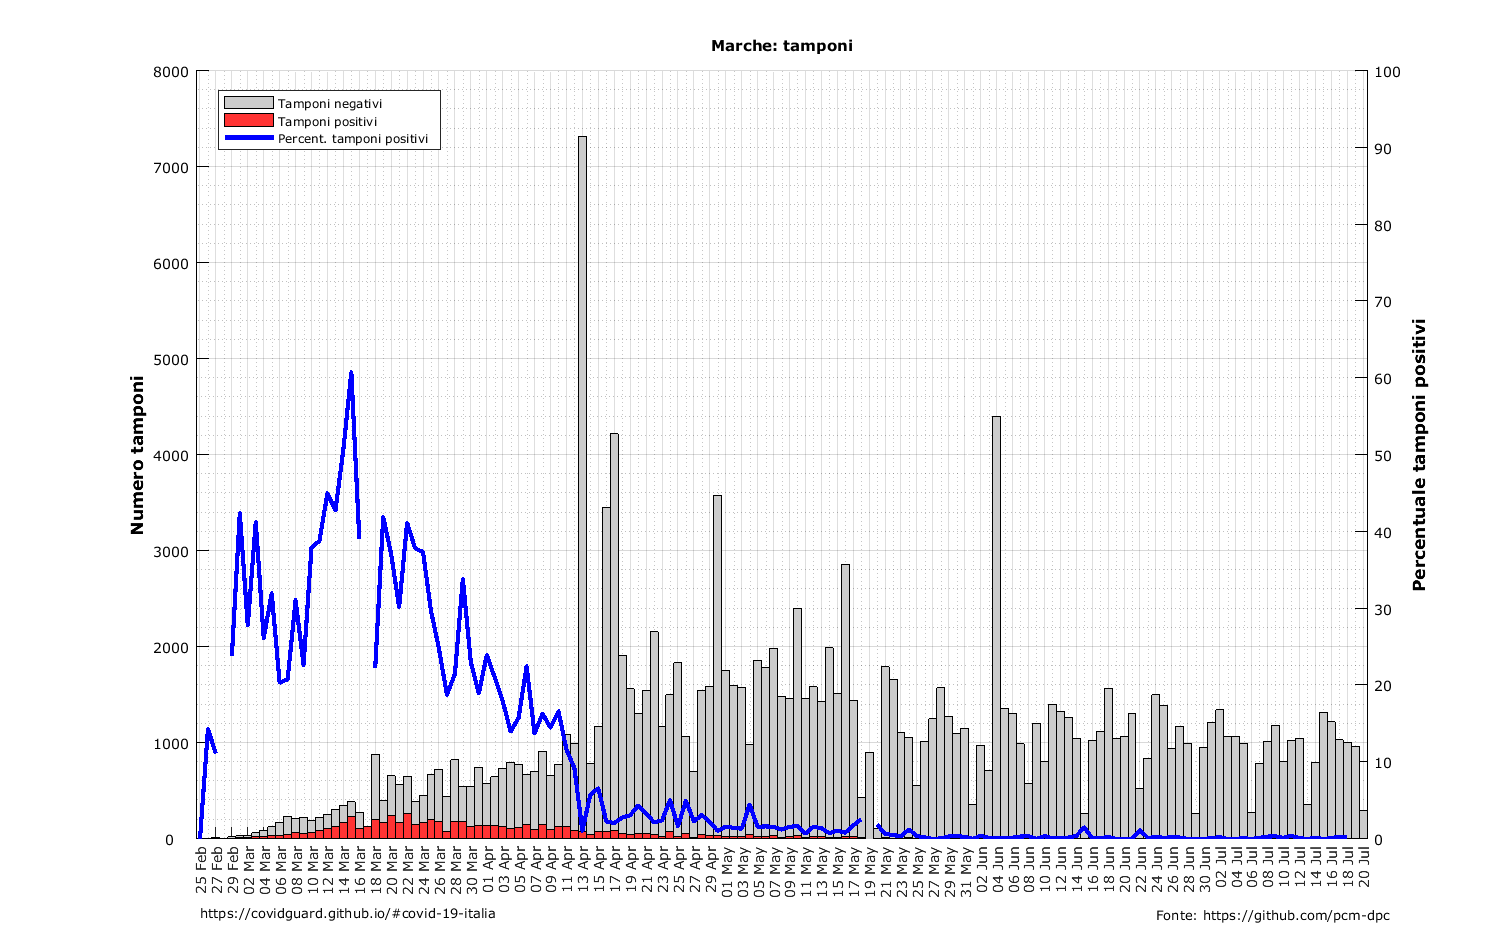 Marche: tamponi
8000
7000
6000
5000
4000
3000
2000
1000
0
Numero tamponi
Tamponi negativi
Tamponi positivi
Percent. tamponi positivi
100
90
80
70
60
50
40
30
20
10
0
Percentuale tamponi positivi
25 Feb
27 Feb
29 Feb
02 Mar
04 Mar
06 Mar
08 Mar
10 Mar
12 Mar
14 Mar
16 Mar
18 Mar
20 Mar
22 Mar
24 Mar
26 Mar
28 Mar
30 Mar
01 Apr
03 Apr
05 Apr
07 Apr
09 Apr
11 Apr
13 Apr
15 Apr
17 Apr
19 Apr
21 Apr
23 Apr
25 Apr
27 Apr
29 Apr
01 May
03 May
05 May
07 May
09 May
11 May
13 May
15 May
17 May
19 May
21 May
23 May
25 May
27 May
29 May
31 May
02 Jun
04 Jun
06 Jun
08 Jun
10 Jun
12 Jun
14 Jun
16 Jun
18 Jun
20 Jun
22 Jun
24 Jun
26 Jun
28 Jun
30 Jun
02 Jul
04 Jul
06 Jul
08 Jul
10 Jul
12 Jul
14 Jul
16 Jul
18 Jul
20 Jul
https://covidguard.github.io/#covid-19-italia
Fonte: https://github.com/pcm-dpc